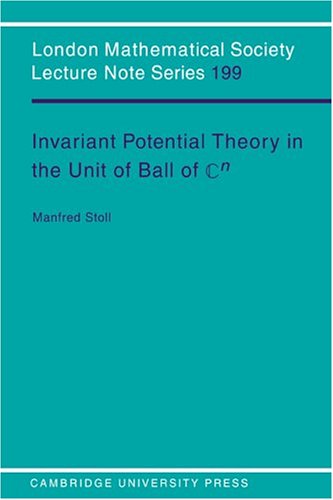 London Mathematical Society
Lecture Note Series 199
Invariant Potential Theory in
the Unit of Ball of ℂⁿ
Manfred Stoll
CAMBRIDGE UNIVERSITY PRESS